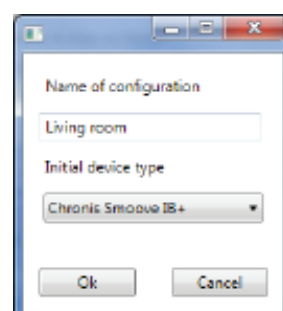 Name of configuration
Living room
Initial device type
Chronis Smoove IB+
Ok
Cancel